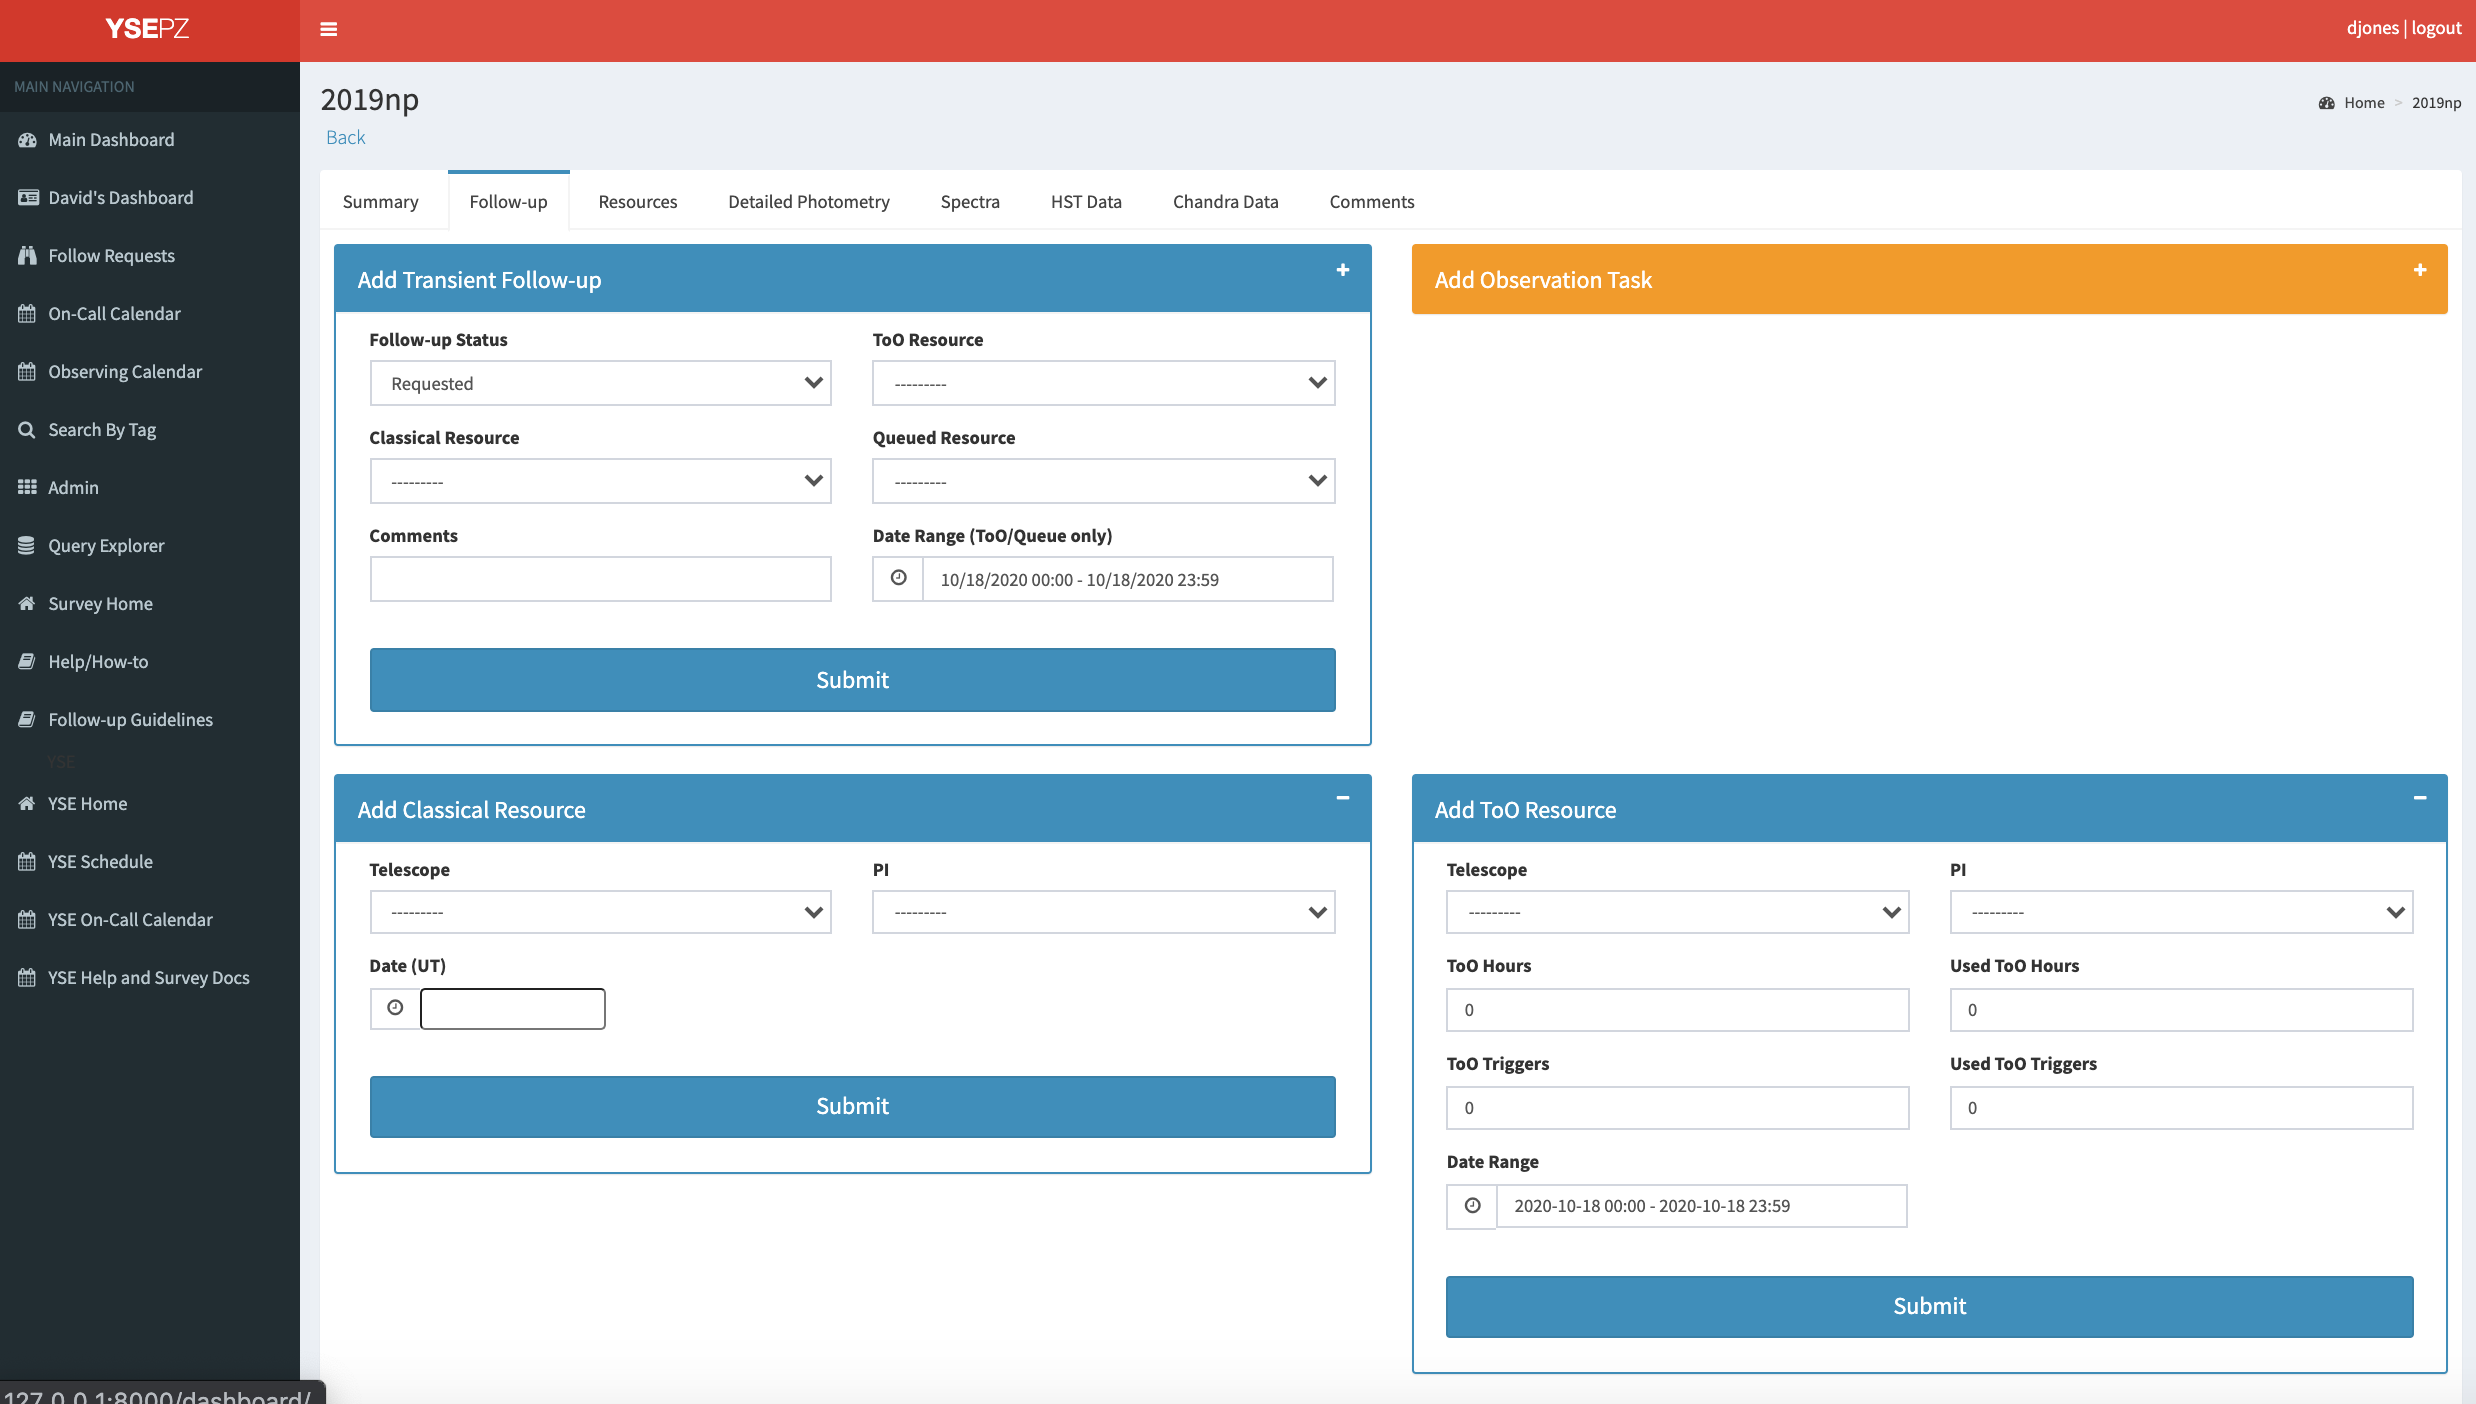 YSEPZ
djones | logout
MAIN NAVIGATION
Main Dashboard
David's Dashboard
Follow Requests
On-Call Calendar
Observing Calendar
Search By Tag
Admin
Query Explorer
Survey Home
Help/How-to
Follow-up Guidelines
YSE
YSE Home
YSE Schedule
YSE On-Call Calendar
YSE Help and Survey Docs
127.0.0.1:8000/dashboard/
2019np
Back
Home > 2019np
Summary Follow-up Resources Detailed Photometry Spectra HST Data Chandra Data Comments
Add Transient Follow-up +
Follow-up Status ToO Resource
Requested ---------
Classical Resource Queued Resource
--------- ---------
Comments Date Range (ToO/Queue only)
10/18/2020 00:00 - 10/18/2020 23:59
Submit
Add Observation Task +
Add Classical Resource −
Telescope PI
--------- ---------
Date (UT)
Submit
Add ToO Resource −
Telescope PI
--------- ---------
ToO Hours Used ToO Hours
0 0
ToO Triggers Used ToO Triggers
0 0
Date Range
2020-10-18 00:00 - 2020-10-18 23:59
Submit